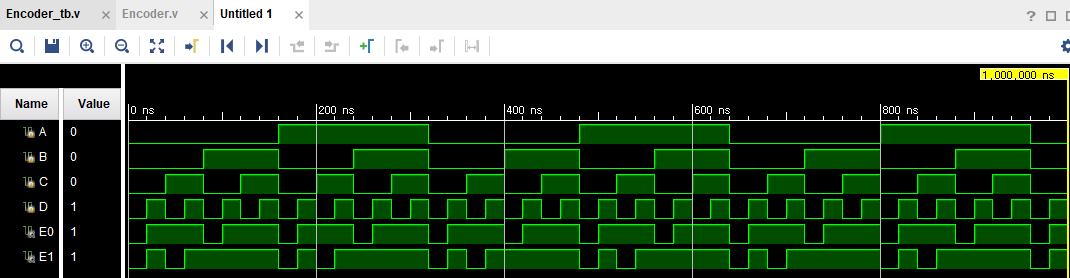 Encoder_tb.v × Encoder.v × Untitled 1 ×
? □
1,000,000 ns
Name Value 0 ns 200 ns 400 ns 600 ns 800 ns
A 0
B 0
C 0
D 1
E0 1
E1 1